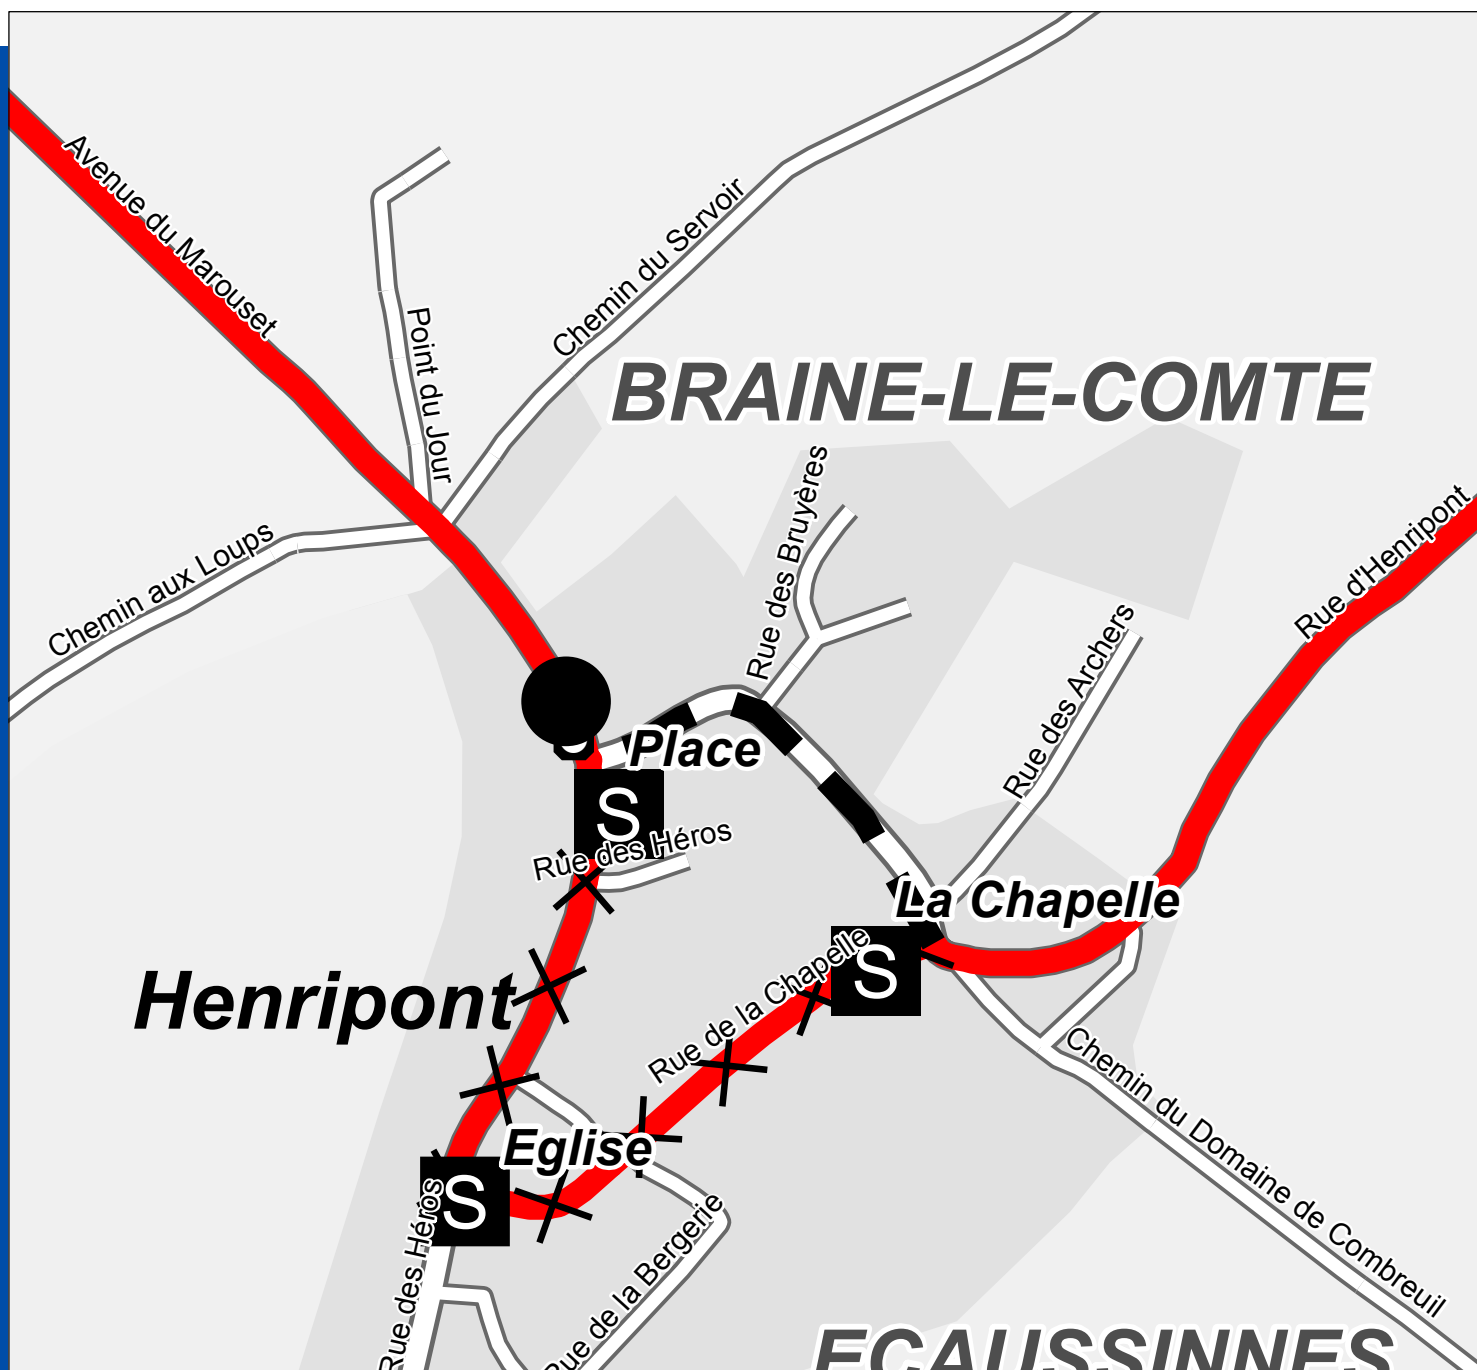 Avenue du Marouset
Point du Jour
Chemin du Servoir
BRAINE-LE-COMTE
Chemin aux Loups
Rue des Bruyères
Rue d'Henripont
Rue des Archers
Place
S
Rue des Héros
La Chapelle
S
Henripont
Rue de la Chapelle
Chemin du Domaine de Combreuil
Eglise
S
Rue des Héros
Rue de la Bergerie
ECAUSSINNES